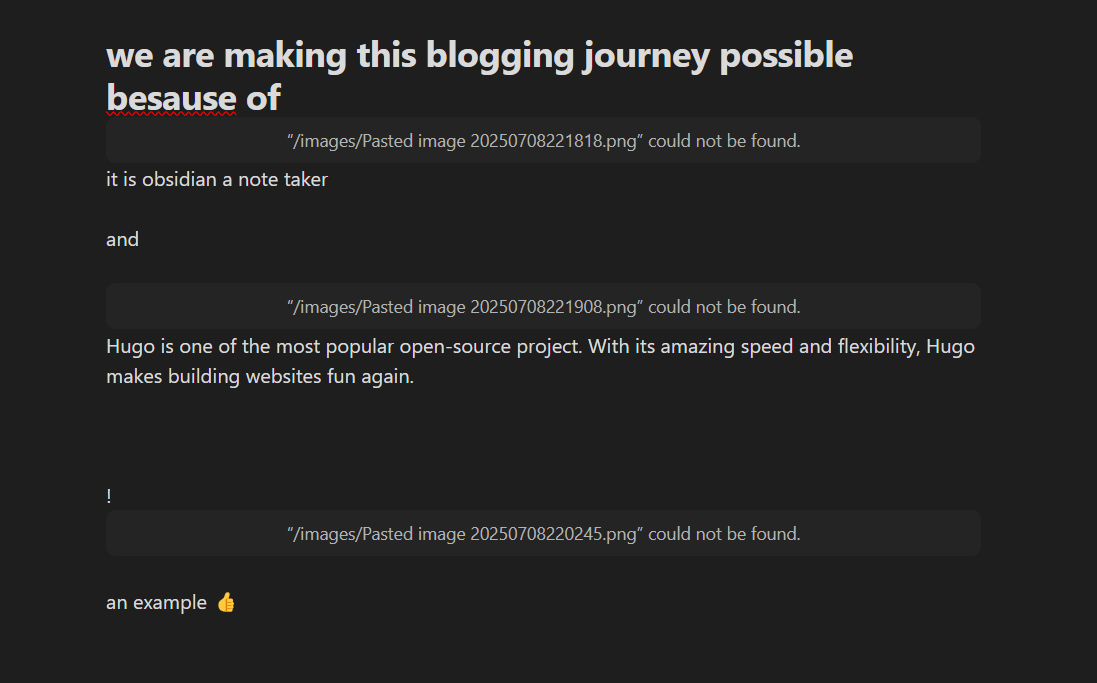 we are making this blogging journey possible
besause of
"/images/Pasted image 20250708221818.png" could not be found.
it is obsidian a note taker
and
"/images/Pasted image 20250708221908.png" could not be found.
Hugo is one of the most popular open-source project. With its amazing speed and flexibility, Hugo
makes building websites fun again.
!
"/images/Pasted image 20250708220245.png" could not be found.
an example 👍